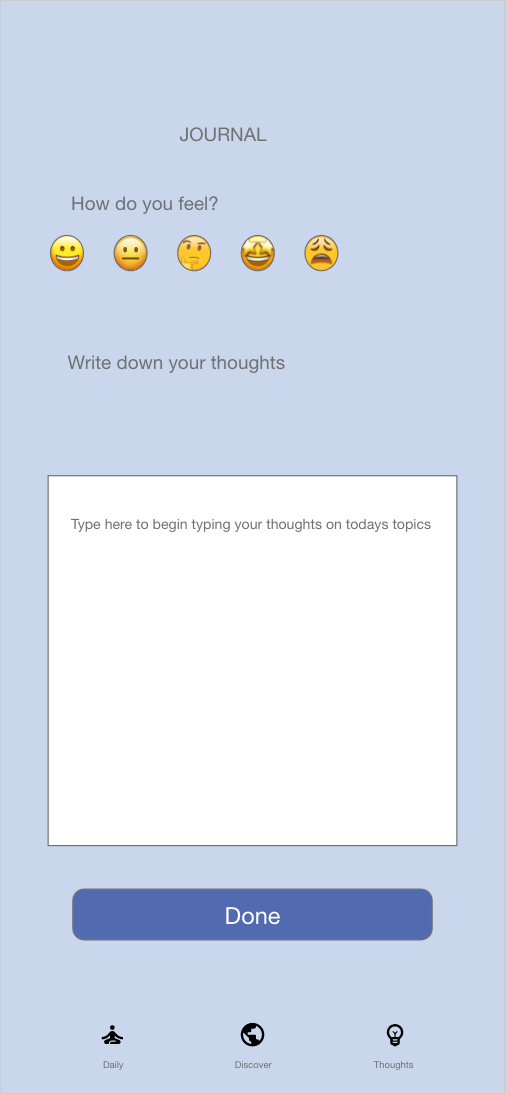 JOURNAL
How do you feel?
Write down your thoughts
Type here to begin typing your thoughts on todays topics
Done
Daily
Discover
Thoughts